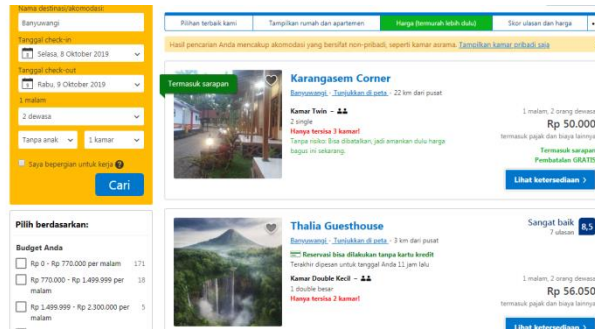 Nama destinasi/akomodasi:
Banyuwangi
Tanggal check-in
Selasa, 8 Oktober 2019
Tanggal check-out
Rabu, 9 Oktober 2019
1 malam
2 dewasa
Tanpa anak
1 kamar
Saya bepergian untuk kerja
Cari
Pilih berdasarkan:
Budget Anda
Rp 0 - Rp 770.000 per malam 171
Rp 770.000 - Rp 1.499.999 per malam 18
Rp 1.499.999 - Rp 2.300.000 per malam 5
Pilihan terbaik kami
Tampilkan rumah dan apartemen
Harga (termurah lebih dulu)
Skor ulasan dan harga
Hasil pencarian Anda mencakup akomodasi yang bersifat non-pribadi, seperti kamar asrama. Tampilkan kamar pribadi saja
Termasuk sarapan
Karangasem Corner
Banyuwangi - Tunjukkan di peta - 22 km dari pusat
Kamar Twin -
2 single
Hanya tersisa 3 kamar!
Tanpa risiko: Bisa dibatalkan, jadi amankan dulu harga
bagus ini sekarang.
1 malam, 2 orang dewasa
Rp 50.000
termasuk pajak dan biaya lainnya
Termasuk sarapan
Pembatalan GRATIS
Lihat ketersediaan >
Thalia Guesthouse
Banyuwangi - Tunjukkan di peta - 3 km dari pusat
Reservasi bisa dilakukan tanpa kartu kredit
Terakhir dipesan untuk tanggal Anda 11 jam lalu
Kamar Double Kecil -
1 double besar
Hanya tersisa 2 kamar!
Sangat baik 8,5
7 ulasan
1 malam, 2 orang dewasa
Rp 56.050
termasuk pajak dan biaya lainnya
Lihat ketersediaan >